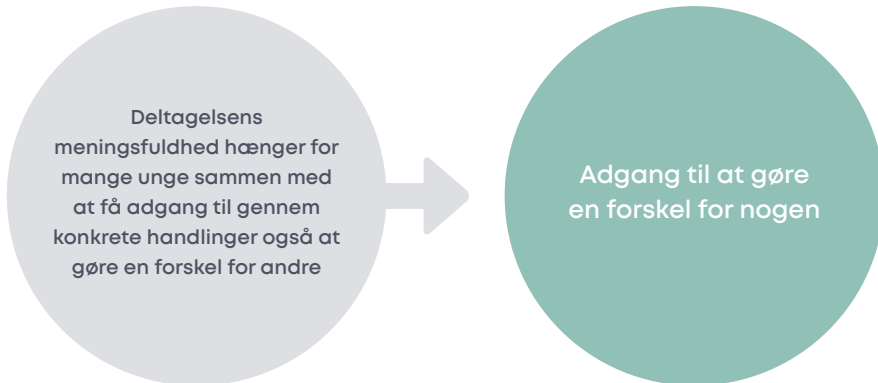 Deltagelsens
meningsfuldhed hænger for
mange unge sammen med
at få adgang til gennem
konkrete handlinger også at
gøre en forskel for andre
Adgang til at gøre
en forskel for nogen